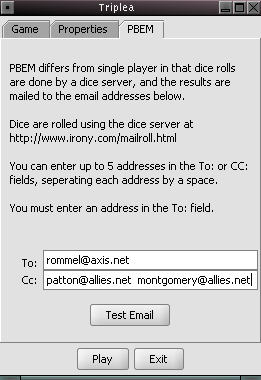 Triplea
Game Properties PBEM
PBEM differs from single player in that dice rolls
are done by a dice server, and the results are
mailed to the email addresses below.
Dice are rolled using the dice server at
http://www.irony.com/mailroll.html
You can enter up to 5 addresses in the To: or CC:
fields, seperating each address by a space.
You must enter an address in the To: field.
To: rommel@axis.net
Cc: patton@allies.net montgomery@allies.net
Test Email
Play Exit